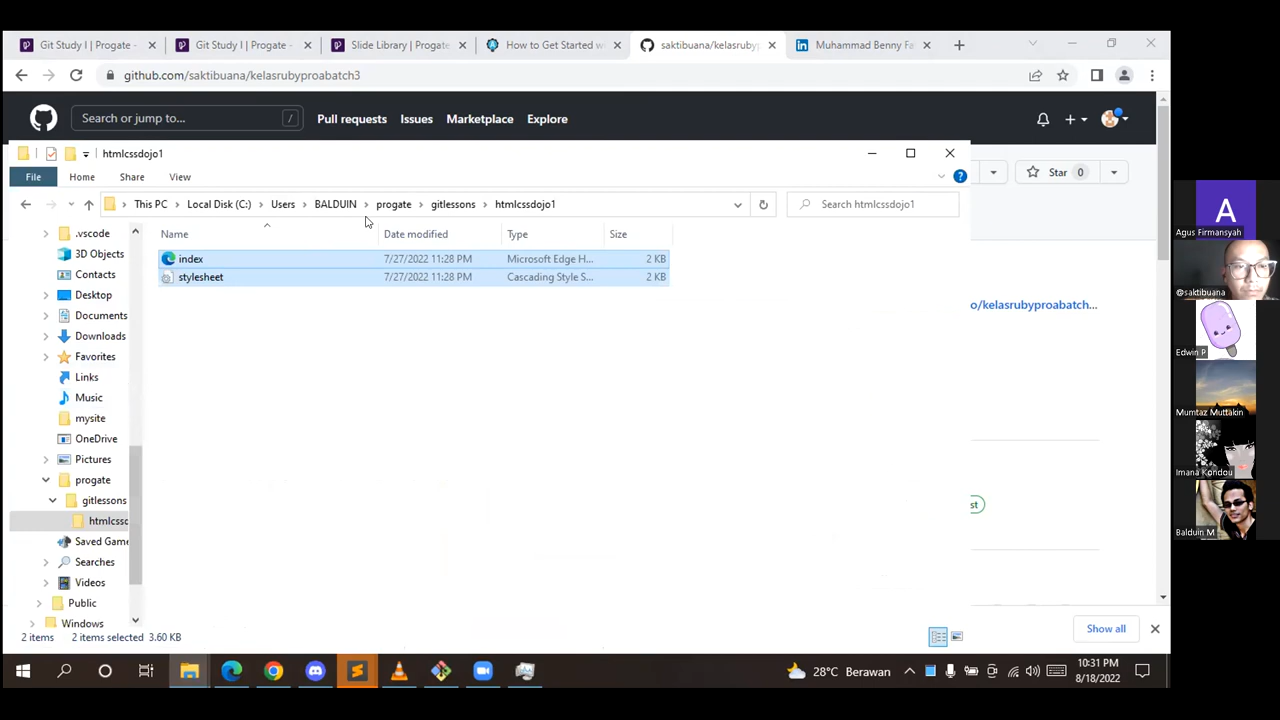 Git Study I | Progate -
Git Study I | Progate -
Slide Library | Progate
How to Get Started w
saktibuana/kelasruby
Muhammad Benny Fa
github.com/saktibuana/kelasrubyproabatch3
Search or jump to...
/
Pull requests
Issues
Marketplace
Explore
htmlcssdojo1
File
Home
Share
View
Star 0
This PC > Local Disk (C:) > Users > BALDUIN > progate > gitlessons > htmlcssdojo1
Search htmlcssdojo1
Name
Date modified
Type
Size
index
7/27/2022 11:28 PM
Microsoft Edge H...
2 KB
stylesheet
7/27/2022 11:28 PM
Cascading Style S...
2 KB
.vscode
3D Objects
Contacts
Desktop
Documents
Downloads
Favorites
Links
Music
mysite
OneDrive
Pictures
progate
gitlessons
htmlcssd
Saved Game
Searches
Videos
Public
Windows
o/kelasrubyproabatch...
st
2 items
2 items selected 3.60 KB
Show all
A
Agus Firmansyah
@saktibuana
Edwin P
Mumtaz Muttakin
Imana Kondou
Balduin M
28°C Berawan
10:31 PM
8/18/2022